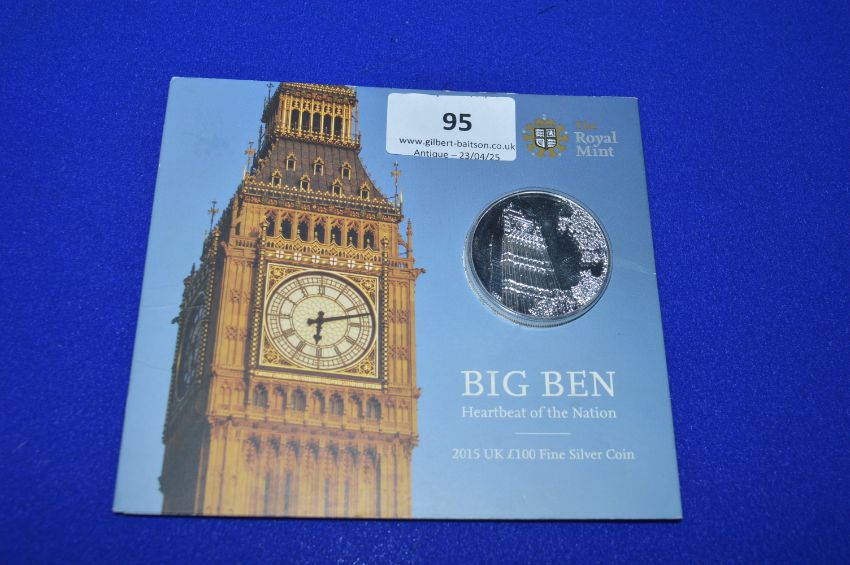 95
www.gilbert-baitson.co.uk
Antique – 23/04/25
The
Royal
Mint
BIG BEN
Heartbeat of the Nation
2015 UK £100 Fine Silver Coin